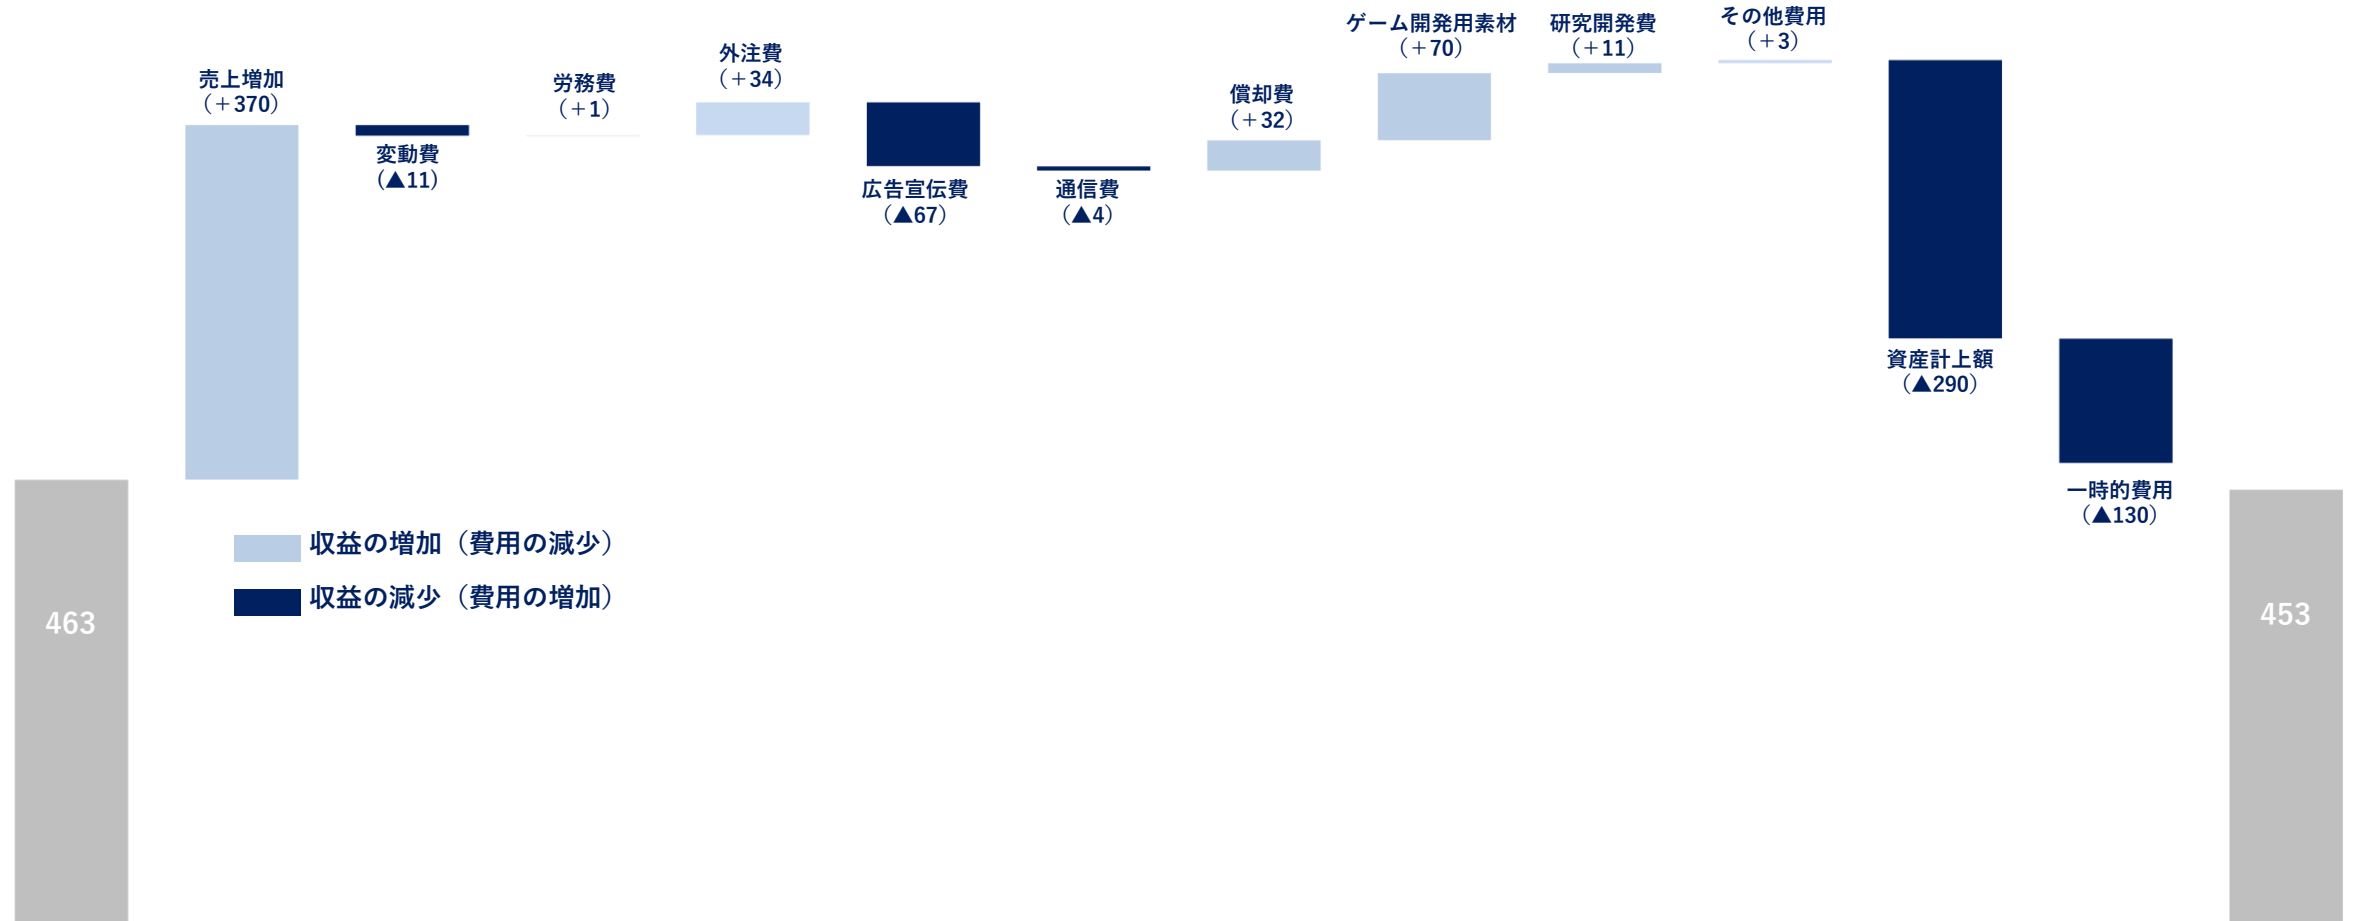 売上増加
（＋370）
変動費
(▲11)
労務費
（＋1）
外注費
（＋34）
広告宣伝費
（▲67）
通信費
（▲4）
償却費
（＋32）
ゲーム開発用素材
（＋70）
研究開発費
（＋11）
その他費用
（＋3）
資産計上額
（▲290）
一時的費用
（▲130）
収益の増加（費用の減少）
収益の減少（費用の増加）
463
453